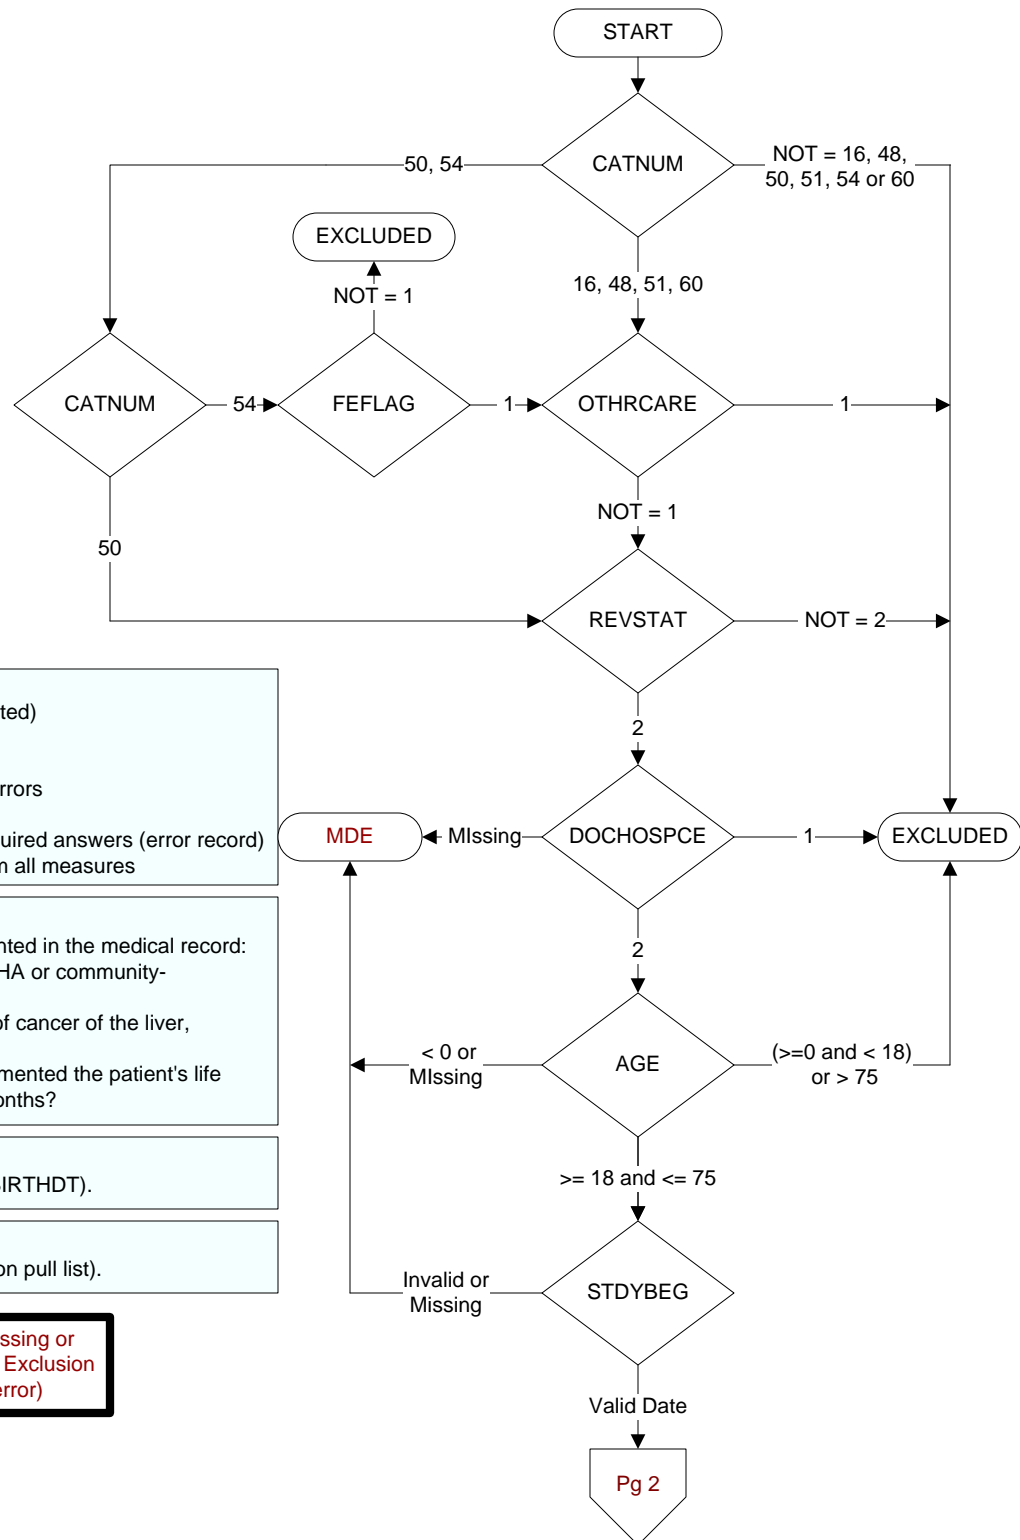 START
CATNUM
50, 54
NOT = 16, 48,
50, 51, 54 or 60
EXCLUDED
NOT = 1
16, 48, 51, 60
CATNUM
54
FEFLAG
1
OTHRCARE
1
NOT = 1
50
REVSTAT
NOT = 2
2
MDE
MIssing
DOCHOSPCE
1
EXCLUDED
2
< 0 or
MIssing
AGE
(>=0 and < 18)
or > 75
>= 18 and <= 75
Invalid or
Missing
STDYBEG
Valid Date
Pg 2
ted)
rrors
quired answers (error record)
m all measures
nted in the medical record:
HA or community-
of cancer of the liver,
mented the patient's life
onths?
BIRTHDT).
on pull list).
ssing or
Exclusion
error)